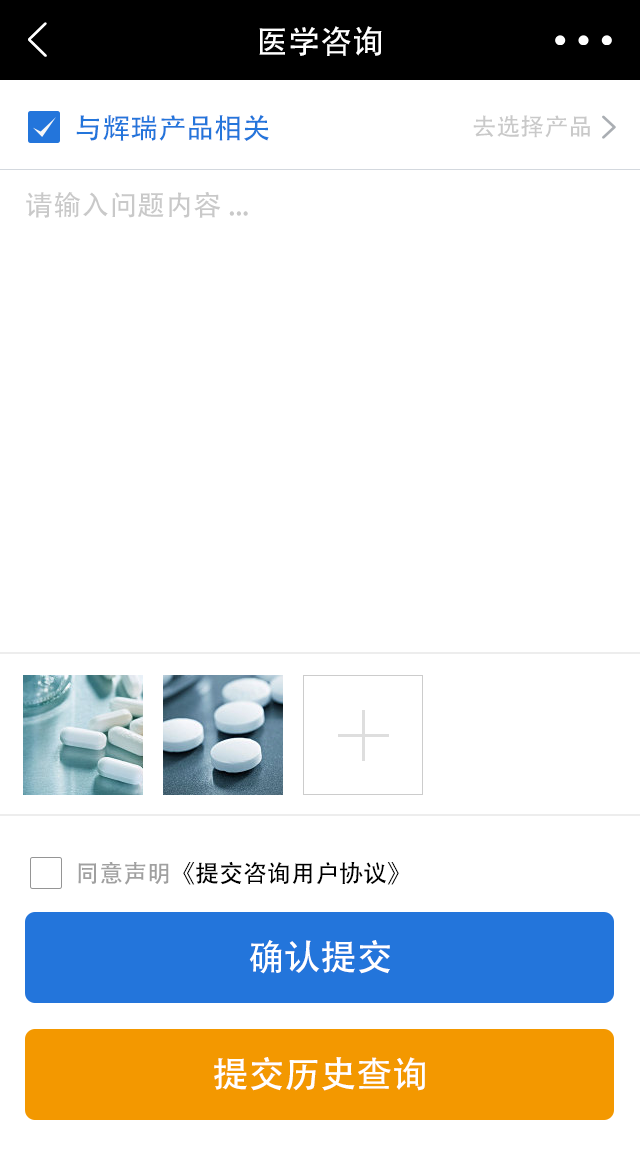 医学咨询
与辉瑞产品相关 去选择产品
请输入问题内容 ...
同意声明《提交咨询用户协议》
确认提交
提交历史查询